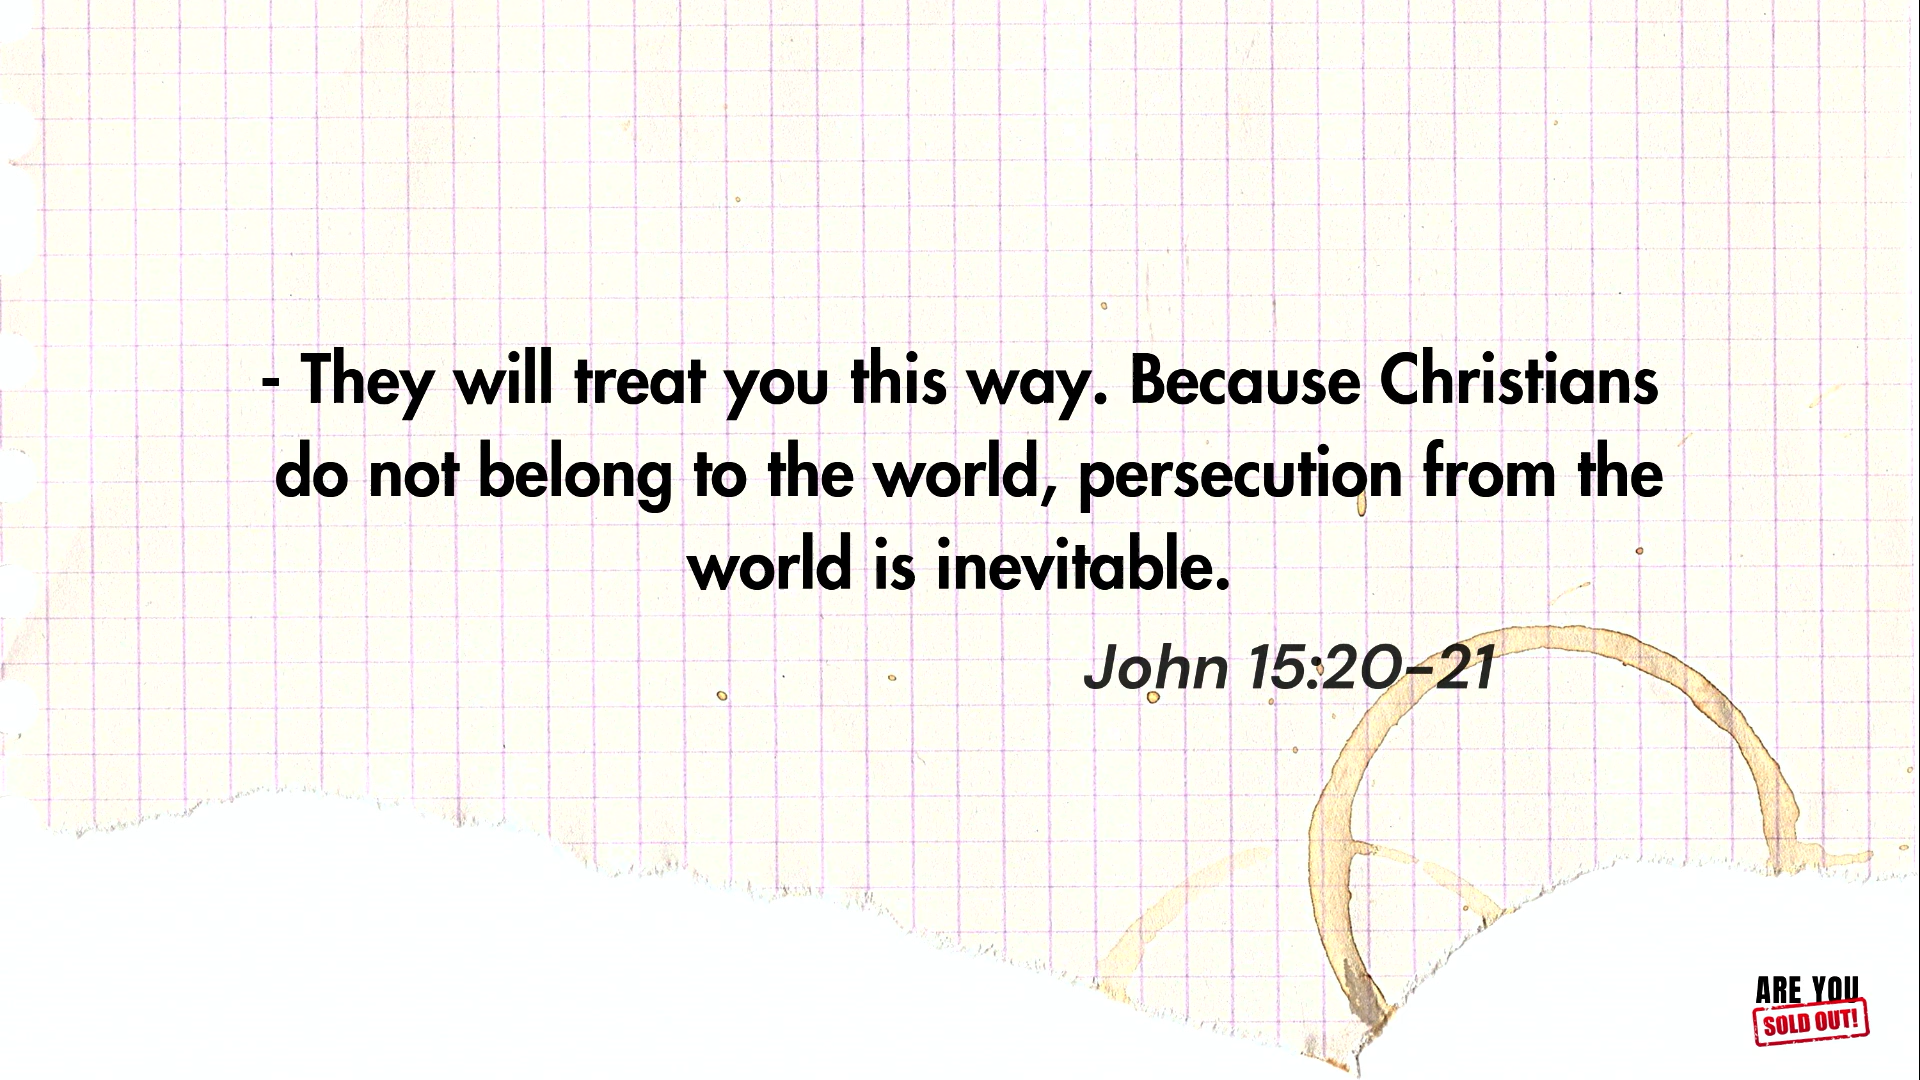 - They will treat you this way. Because Christians
do not belong to the world, persecution from the
world is inevitable.
John 15:20-21
ARE YOU
SOLD OUT!